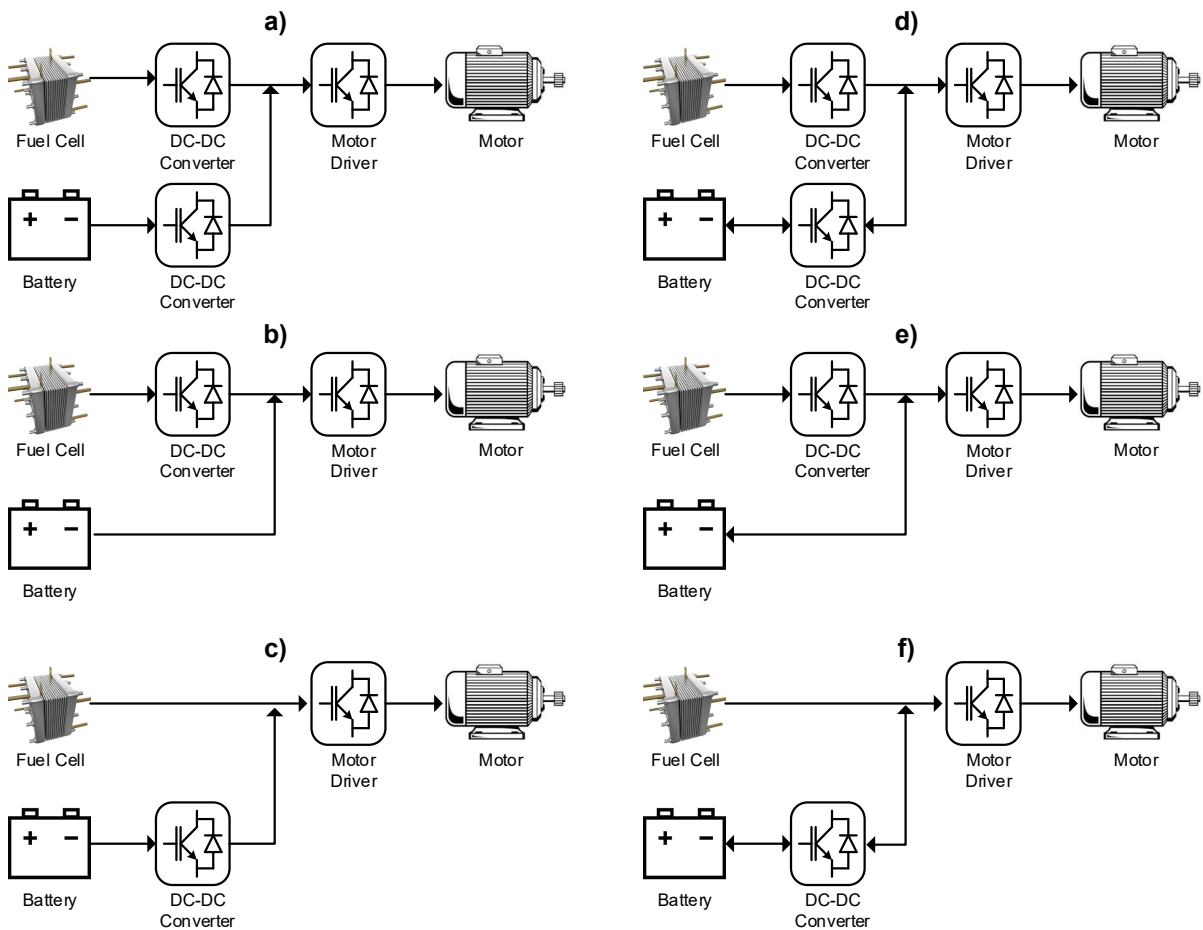 a)
Fuel Cell
DC-DC
Converter
Motor
Driver
Motor
+ −
Battery
DC-DC
Converter
b)
Fuel Cell
DC-DC
Converter
Motor
Driver
Motor
+ −
Battery
c)
Fuel Cell
Motor
Driver
Motor
+ −
Battery
DC-DC
Converter
d)
Fuel Cell
DC-DC
Converter
Motor
Driver
Motor
+ −
Battery
DC-DC
Converter
e)
Fuel Cell
DC-DC
Converter
Motor
Driver
Motor
+ −
Battery
f)
Fuel Cell
Motor
Driver
Motor
+ −
Battery
DC-DC
Converter